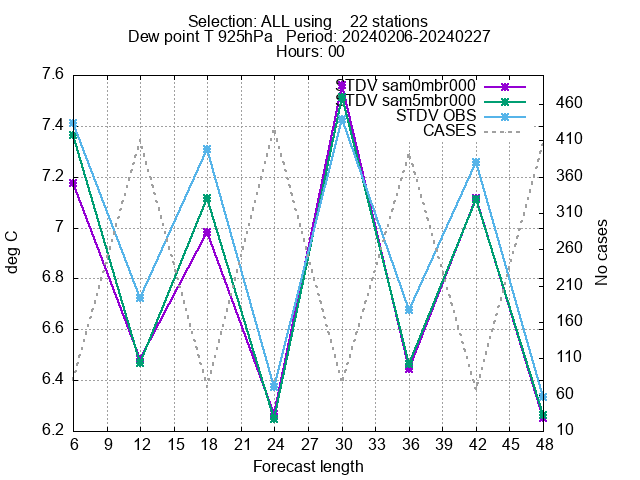 Selection: ALL using    22 stations
Dew point T 925hPa   Period: 20240206-20240227
Hours: 00
STDV sam0mbr000
STDV sam5mbr000
STDV OBS
CASES
7.6
7.4
7.2
7
6.8
6.6
6.4
6.2
deg C
460
410
360
310
260
210
160
110
60
10
No cases
6 9 12 15 18 21 24 27 30 33 36 39 42 45 48
Forecast length